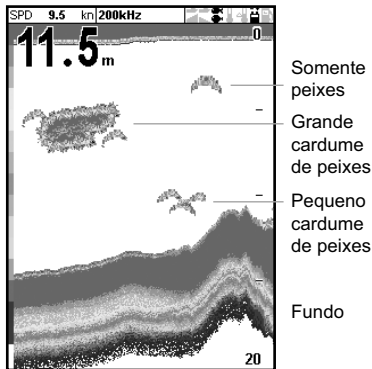 SPD 9.5 kn 200kHz
0
11.5 m
Somente
peixes
Grande
cardume
de peixes
Pequeno
cardume
de peixes
Fundo
20